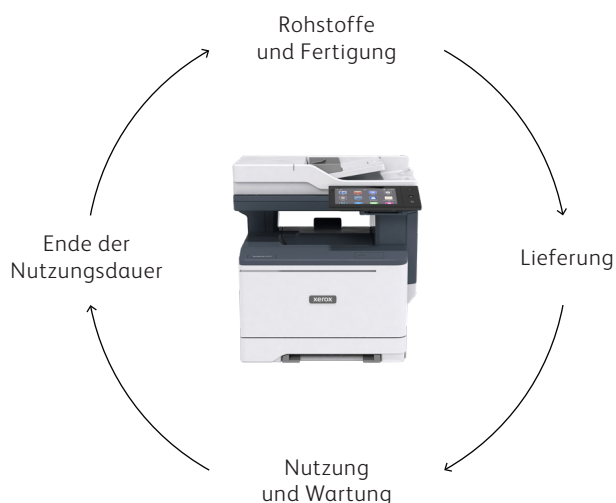 Rohstoffe
und Fertigung
Ende der
Nutzungsdauer
Lieferung
xerox
Nutzung
und Wartung